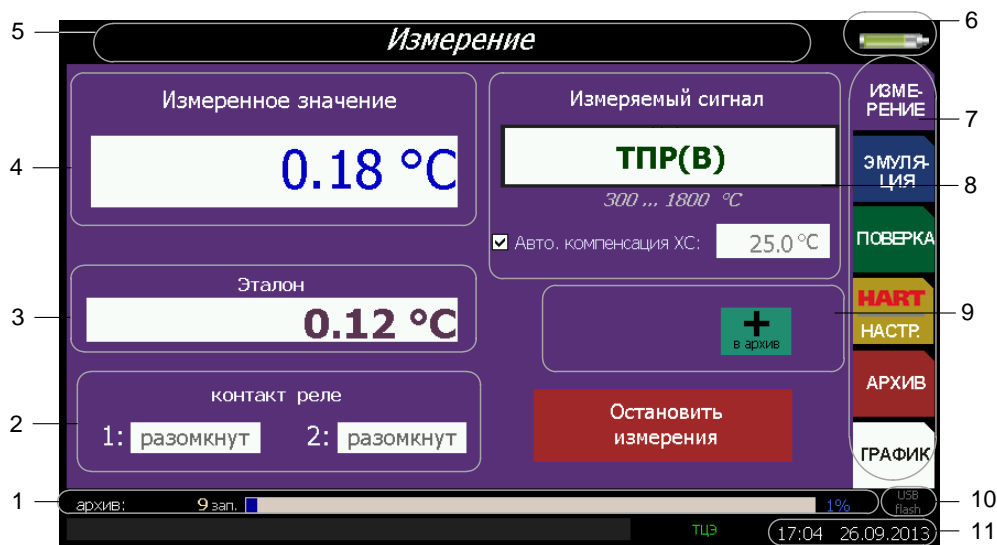 5
Измерение
6
Измеренное значение
0.18 °C
4
Измеряемый сигнал
ТПР(B)
300 ... 1800 °C
Авто. компенсация ХС: 25.0 °C
8
ИЗМЕ-
РЕНИЕ
7
ЭМУЛЯ-
ЦИЯ
ПОВЕРКА
HART
НАСТР.
АРХИВ
ГРАФИК
Эталон
0.12 °C
3
+
в архив
9
контакт реле
1: разомкнут 2: разомкнут
2
Остановить
измерения
1
архив: 9 зап. 1%
USB
flash
10
ТЦЭ
17:04 26.09.2013
11